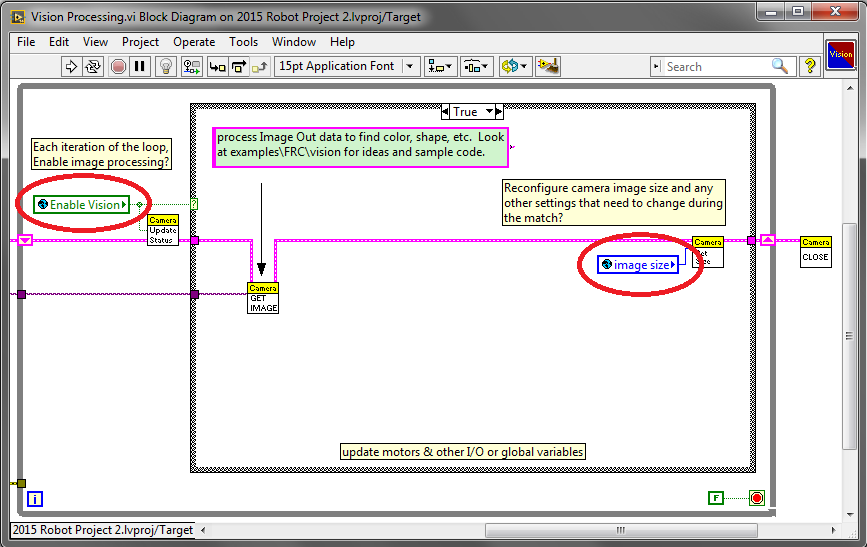 Vision Processing.vi Block Diagram on 2015 Robot Project 2.lvproj/Target
File Edit View Project Operate Tools Window Help
15pt Application Font
Search
?
Vision
True
process Image Out data to find color, shape, etc. Look
at examples\FRC\vision for ideas and sample code.
Each iteration of the loop,
Enable image processing?
Enable Vision
?
Camera
Update
Status
Reconfigure camera image size and any
other settings that need to change during
the match?
image size
Camera
Set
Size
Camera
CLOSE
Camera
GET
IMAGE
update motors & other I/O or global variables
i
F
2015 Robot Project 2.lvproj/Target